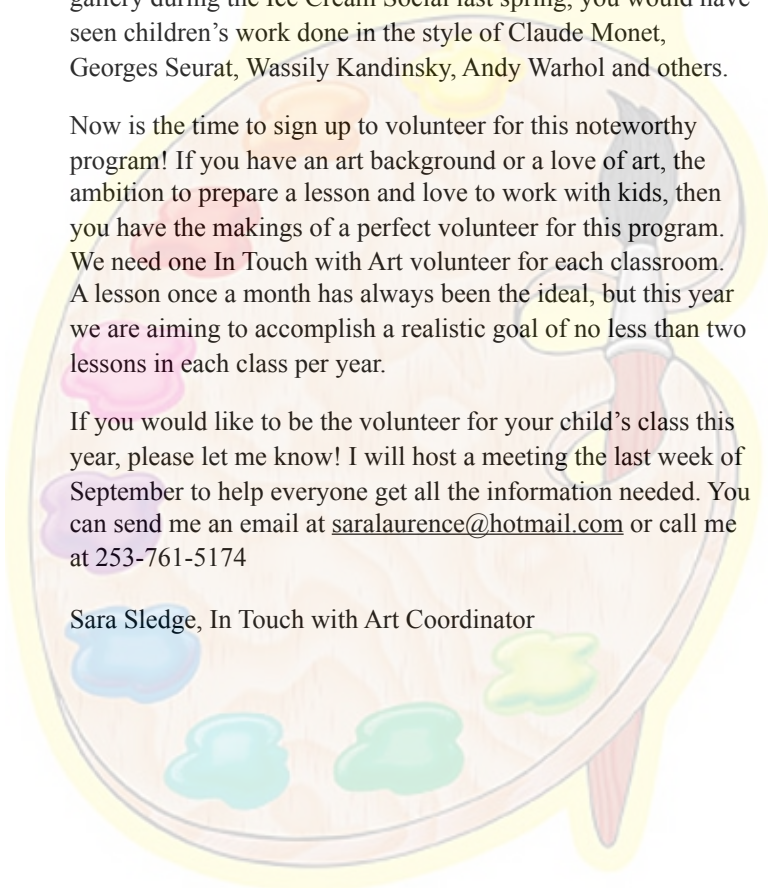 gallery during the Ice Cream Social last spring, you would have
seen children’s work done in the style of Claude Monet,
Georges Seurat, Wassily Kandinsky, Andy Warhol and others.
Now is the time to sign up to volunteer for this noteworthy
program! If you have an art background or a love of art, the
ambition to prepare a lesson and love to work with kids, then
you have the makings of a perfect volunteer for this program.
We need one In Touch with Art volunteer for each classroom.
A lesson once a month has always been the ideal, but this year
we are aiming to accomplish a realistic goal of no less than two
lessons in each class per year.
If you would like to be the volunteer for your child’s class this
year, please let me know! I will host a meeting the last week of
September to help everyone get all the information needed. You
can send me an email at saralaurence@hotmail.com or call me
at 253-761-5174
Sara Sledge, In Touch with Art Coordinator